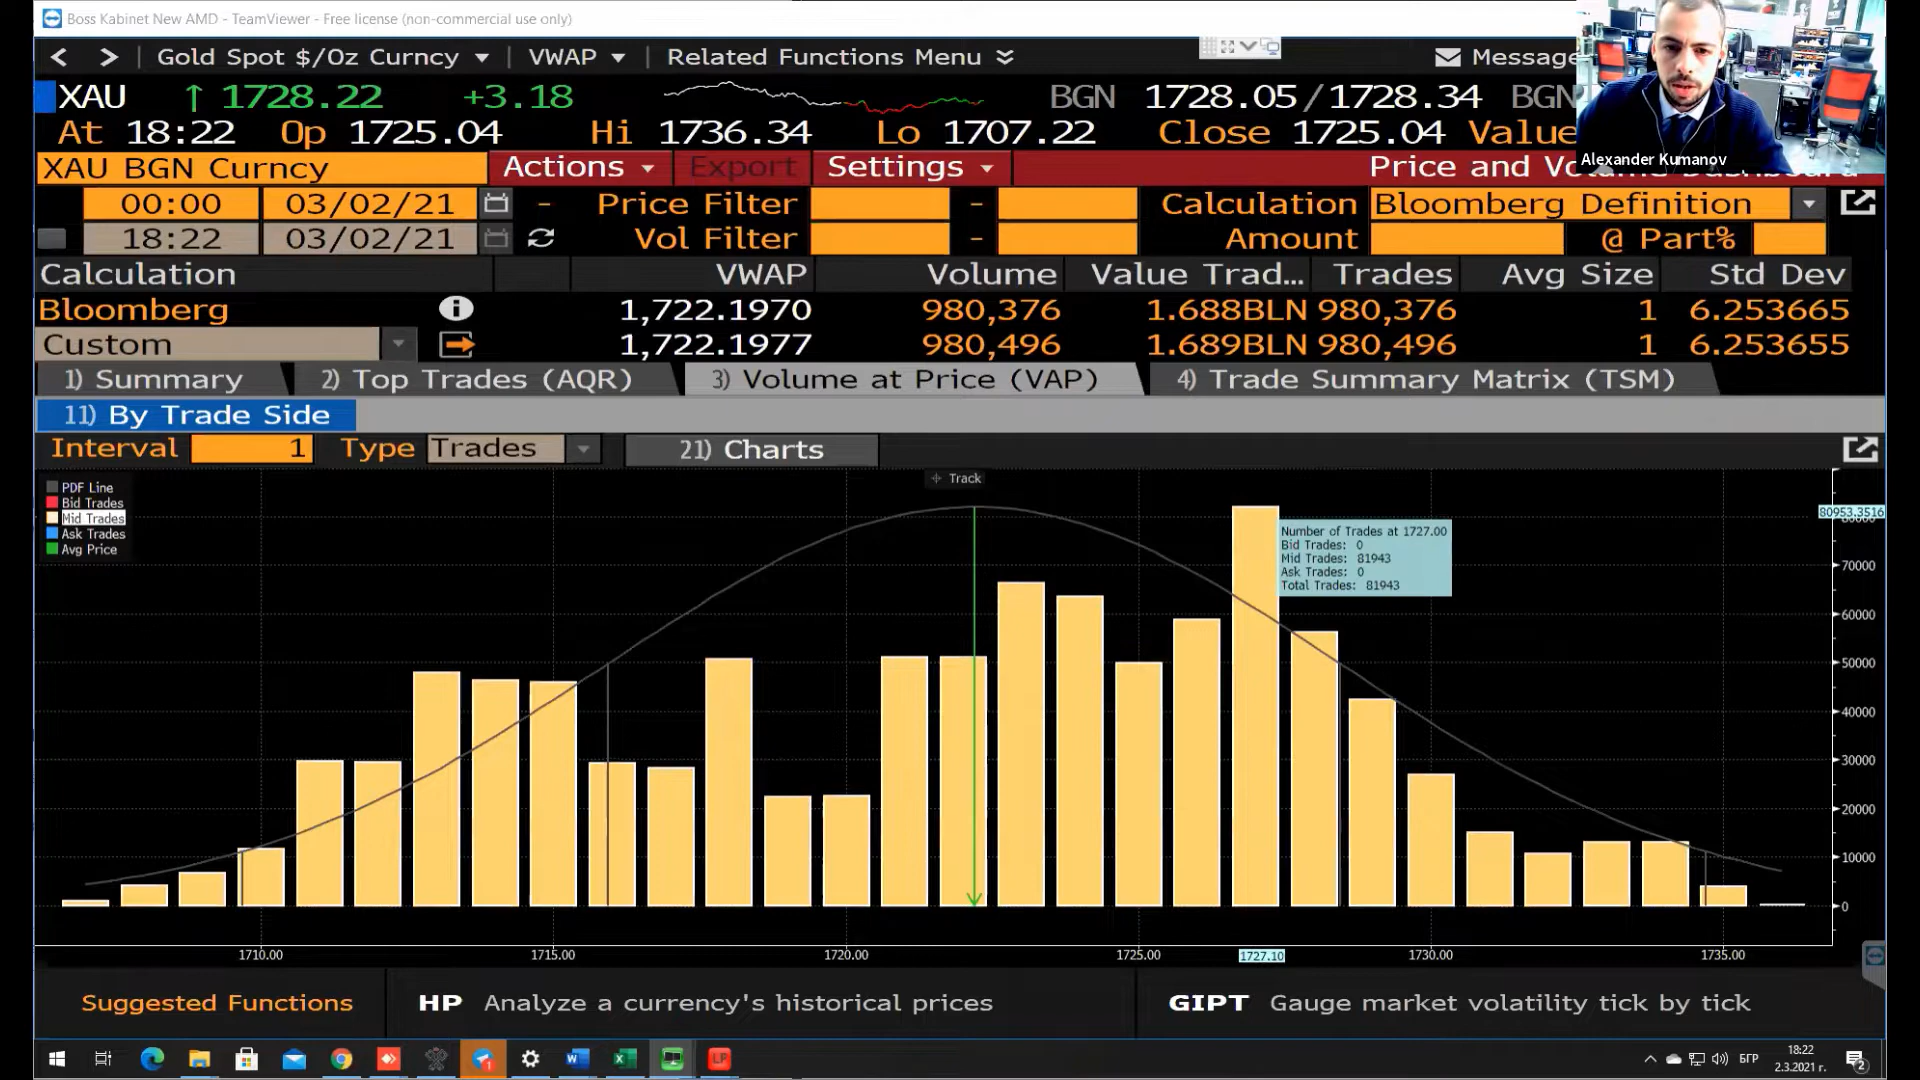 Boss Kabinet New AMD - TeamViewer - Free license (non-commercial use only)
Gold Spot $/Oz Curncy VWAP Related Functions Menu Message
XAU ↑ 1728.22 +3.18 BGN 1728.05/1728.34 BGN
At 18:22 Op 1725.04 Hi 1736.34 Lo 1707.22 Close 1725.04 Value
Alexander Kumanov
XAU BGN Curncy Actions Export Settings Price and Volume Dashboard
00:00 03/02/21 - Price Filter - Calculation Bloomberg Definition
18:22 03/02/21 Vol Filter - Amount @ Part%
Calculation VWAP Volume Value Trad... Trades Avg Size Std Dev
Bloomberg 1,722.1970 980,376 1.688BLN 980,376 1 6.253665
Custom 1,722.1977 980,496 1.689BLN 980,496 1 6.253655
1) Summary 2) Top Trades (AQR) 3) Volume at Price (VAP) 4) Trade Summary Matrix (TSM)
11) By Trade Side
Interval 1 Type Trades 21) Charts
Track
PDF Line
Bid Trades
Mid Trades
Ask Trades
Avg Price
Number of Trades at 1727.00
Bid Trades: 0
Mid Trades: 81943
Ask Trades: 0
Total Trades: 81943
80953.3516
70000
60000
50000
40000
30000
20000
10000
0
1710.00 1715.00 1720.00 1725.00 1727.10 1730.00 1735.00
Suggested Functions HP Analyze a currency's historical prices GIPT Gauge market volatility tick by tick
LP БГР 18:22
2.3.2021 г. 2